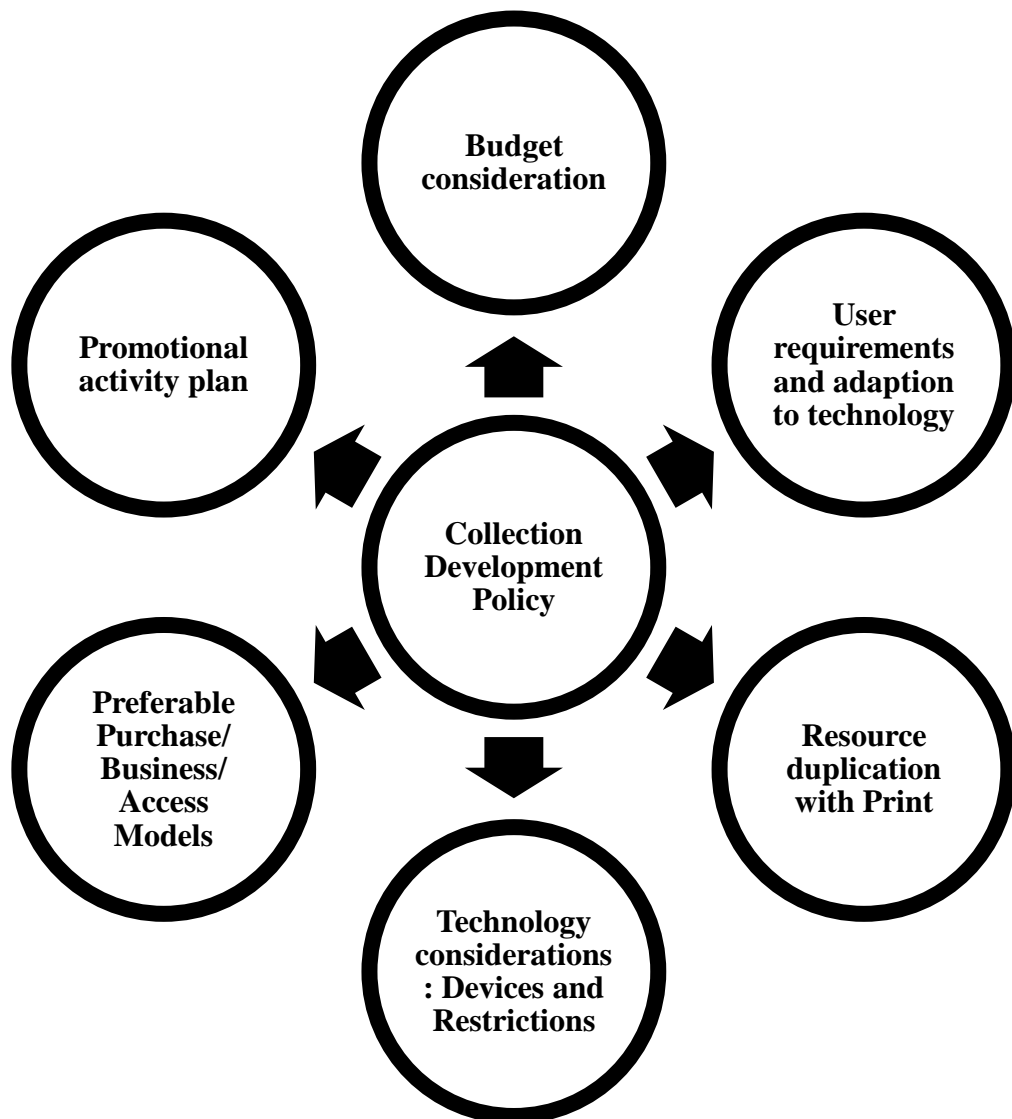 Budget
consideration
User
requirements
and adaption
to technology
Promotional
activity plan
Collection
Development
Policy
Preferable
Purchase/
Business/
Access
Models
Resource
duplication
with Print
Technology
considerations
: Devices and
Restrictions